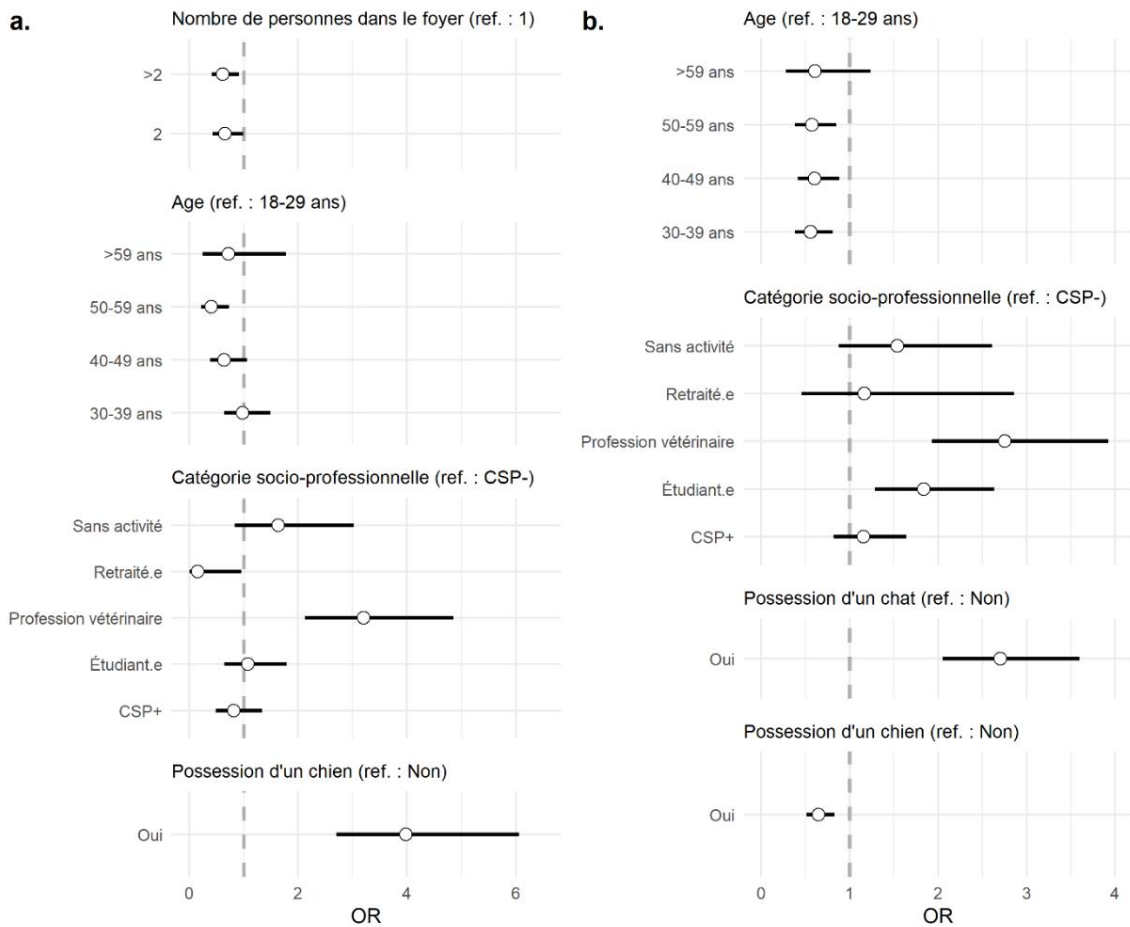 a.
Nombre de personnes dans le foyer (ref. : 1)
>2
2
Age (ref. : 18-29 ans)
>59 ans
50-59 ans
40-49 ans
30-39 ans
Catégorie socio-professionnelle (ref. : CSP-)
Sans activité
Retraité.e
Profession vétérinaire
Étudiant.e
CSP+
Possession d'un chien (ref. : Non)
Oui
0 2 4 6
OR
b.
Age (ref. : 18-29 ans)
>59 ans
50-59 ans
40-49 ans
30-39 ans
Catégorie socio-professionnelle (ref. : CSP-)
Sans activité
Retraité.e
Profession vétérinaire
Étudiant.e
CSP+
Possession d'un chat (ref. : Non)
Oui
Possession d'un chien (ref. : Non)
Oui
0 1 2 3 4
OR